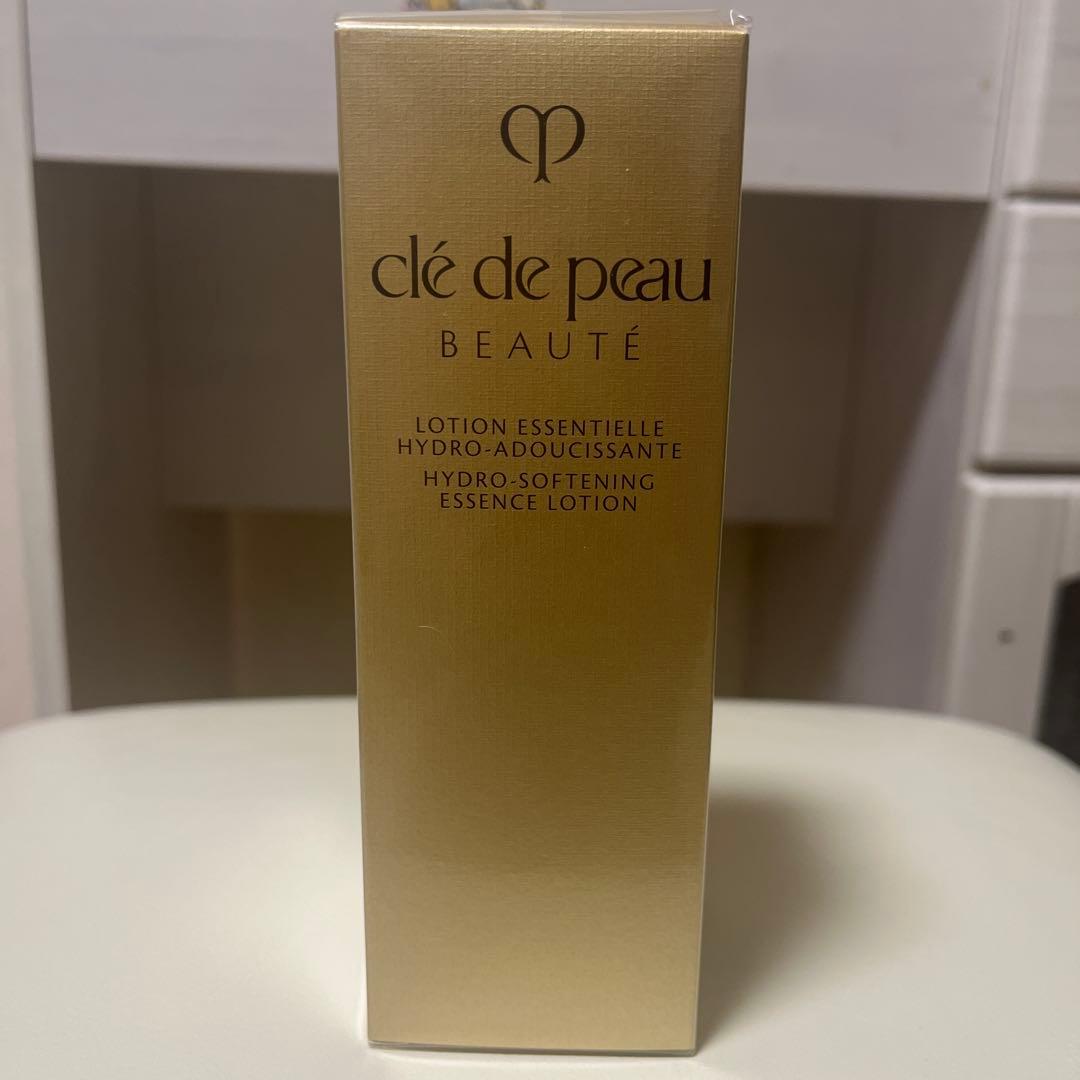 clé de peau
BEAUTÉ
LOTION ESSENTIELLE
HYDRO-ADOUCISSANTE
HYDRO-SOFTENING
ESSENCE LOTION